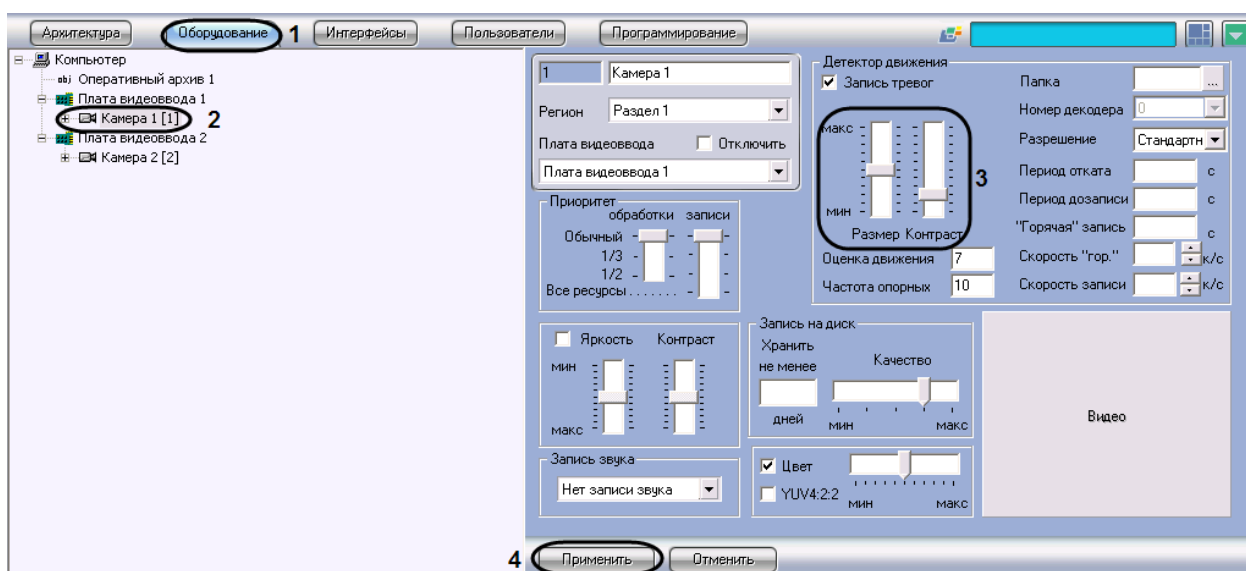 Архитектура Оборудование 1 Интерфейсы Пользователи Программирование
Компьютер
obj Оперативный архив 1
Плата видеоввода 1
Камера 1 [1] 2
Плата видеоввода 2
Камера 2 [2]
1 Камера 1
Регион Раздел 1
Плата видеоввода Отключить
Плата видеоввода 1
Приоритет
обработки записи
Обычный
1/3
1/2
Все ресурсы.......
Детектор движения
Запись тревог
макс
мин
3
Размер Контраст
Оценка движения 7
Частота опорных 10
Папка ...
Номер декодера 0
Разрешение Стандартн
Период отката с
Период дозаписи с
"Горячая" запись с
Скорость "гор." к/с
Скорость записи к/с
Яркость Контраст
мин
макс
Запись на диск
Хранить
не менее
дней
Качество
мин макс
Видео
Запись звука
Нет записи звука
Цвет
YUV4:2:2
мин макс
4 Применить Отменить